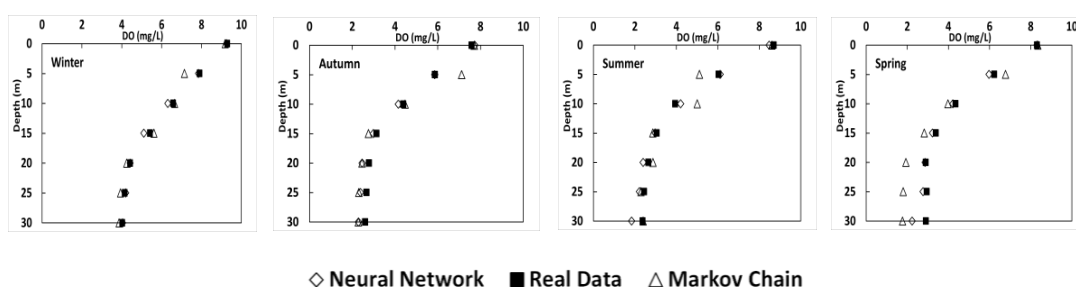 0 2 4 6 8 10
DO (mg/L)
Winter
Depth (m)
0
5
10
15
20
25
30
0 2 4 6 8 10
DO (mg/L)
Autumn
Depth (m)
0
5
10
15
20
25
30
0 2 4 6 8 10
DO (mg/L)
Summer
Depth (m)
0
5
10
15
20
25
30
0 2 4 6 8 10
DO (mg/L)
Spring
Depth (m)
0
5
10
15
20
25
30
◇ Neural Network ■ Real Data △ Markov Chain